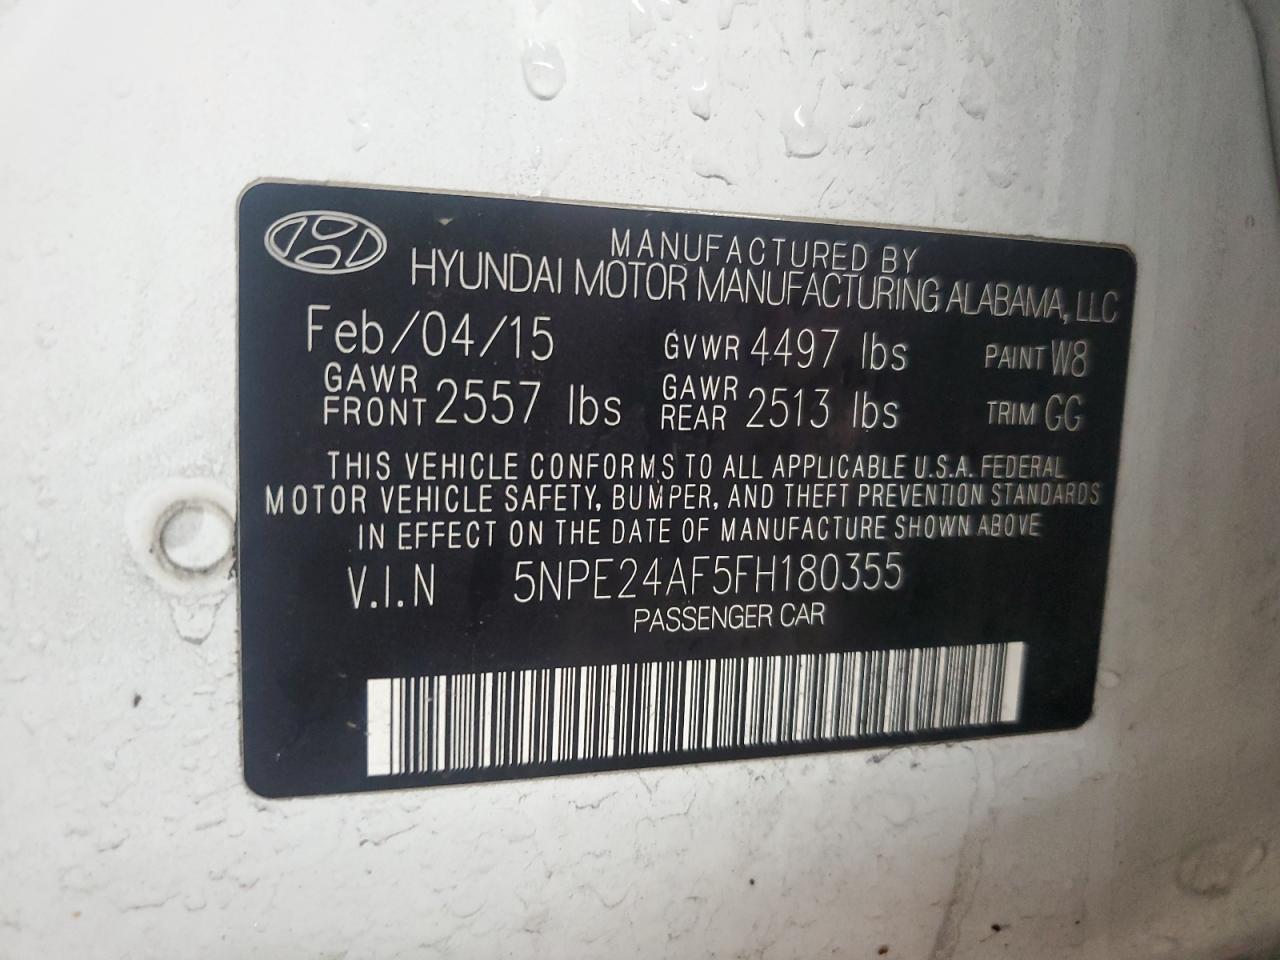 MANUFACTURED BY
HYUNDAI MOTOR MANUFACTURING ALABAMA, LLC
Feb/04/15 GVWR 4497 lbs PAINT W8
GAWR FRONT 2557 lbs GAWR REAR 2513 lbs TRIM GG
THIS VEHICLE CONFORMS TO ALL APPLICABLE U.S.A. FEDERAL
MOTOR VEHICLE SAFETY, BUMPER, AND THEFT PREVENTION STANDARDS
IN EFFECT ON THE DATE OF MANUFACTURE SHOWN ABOVE
V.I.N 5NPE24AF5FH180355
PASSENGER CAR